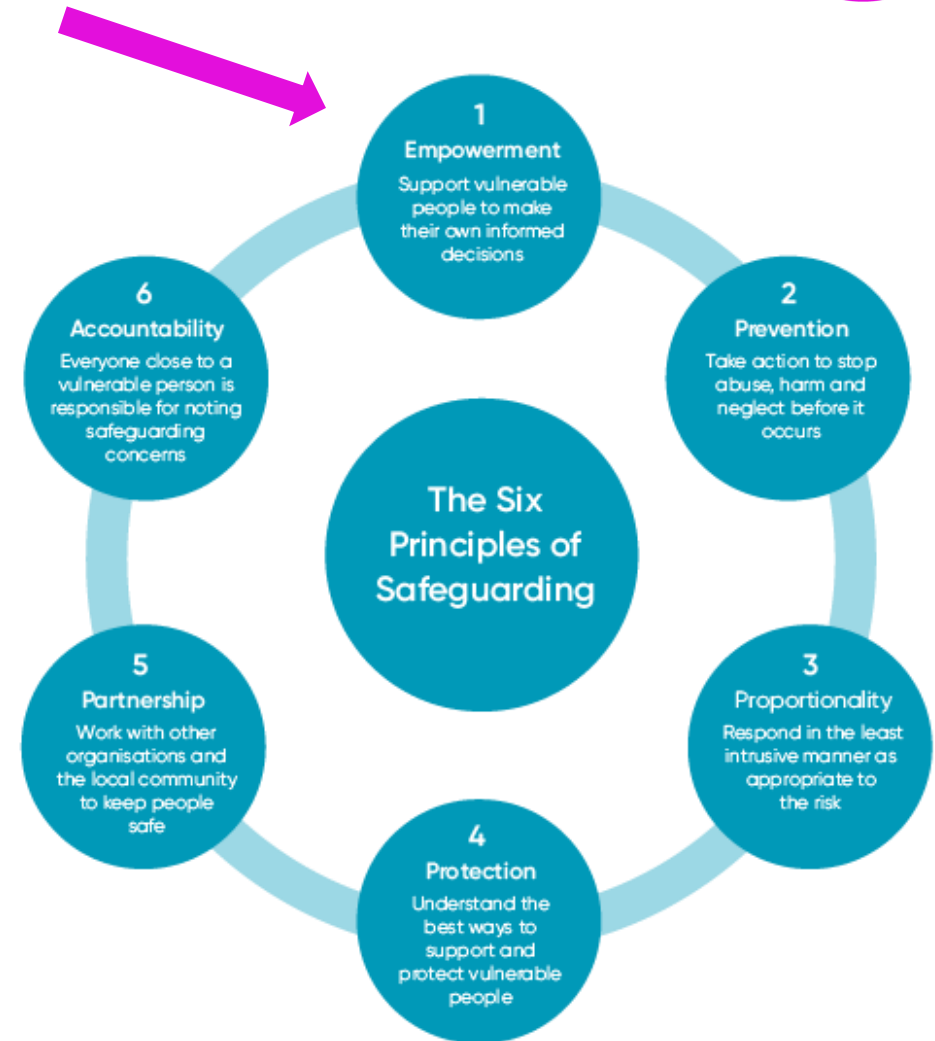 1
Empowerment
Support vulnerable
people to make
their own informed
decisions
2
Prevention
Take action to stop
abuse, harm and
neglect before it
occurs
3
Proportionality
Respond in the least
intrusive manner as
appropriate to
the risk
4
Protection
Understand the
best ways to
support and
protect vulnerable
people
5
Partnership
Work with other
organisations and
the local community
to keep people
safe
6
Accountability
Everyone close to a
vulnerable person is
responsible for noting
safeguarding
concerns
The Six
Principles of
Safeguarding